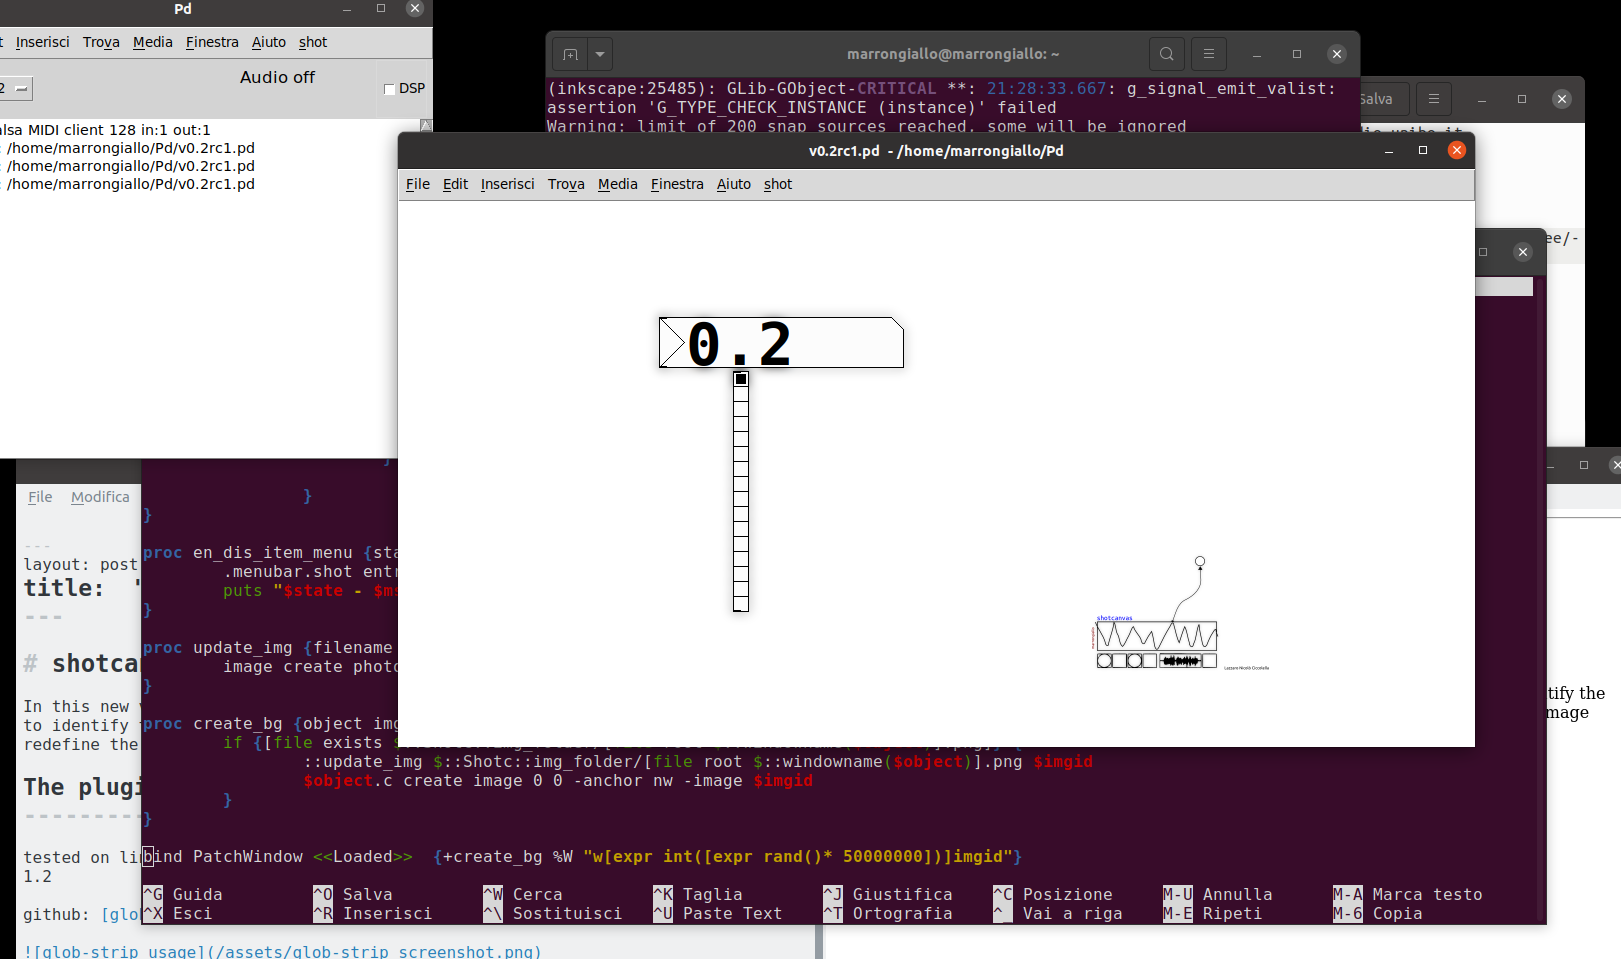 Pd
Inserisci Trova Media Finestra Aiuto shot
Audio off
DSP
alsa MIDI client 128 in:1 out:1
: /home/marrongiallo/Pd/v0.2rc1.pd
: /home/marrongiallo/Pd/v0.2rc1.pd
: /home/marrongiallo/Pd/v0.2rc1.pd
marrongiallo@marrongiallo: ~
(inkscape:25485): GLib-GObject-CRITICAL **: 21:28:33.667: g_signal_emit_valist:
assertion 'G_TYPE_CHECK_INSTANCE (instance)' failed
Warning: limit of 200 snap sources reached, some will be ignored
Salva
ee/-
v0.2rc1.pd - /home/marrongiallo/Pd
File Edit Inserisci Trova Media Finestra Aiuto shot
0.2
shotcanvas
File Modifica
---
layout: post
title: "
---
# shotca
In this new
to identify
redefine the
The plugi
----------
tested on li
1.2
github: [glo
![glob-strip usage](/assets/glob-strip screenshot.png)
}
}
}
proc en_dis_item_menu {sta
.menubar.shot entr
puts "$state - $m
}
proc update_img {filename
image create photo
}
proc create_bg {object img
if {[file exists $
::update_img $::Shotc::img_folder/[file root $::windowname($object)].png $imgid
$object.c create image 0 0 -anchor nw -image $imgid
}
}
bind PatchWindow <<Loaded>> {+create_bg %W "w[expr int([expr rand()* 50000000])]imgid"}
^G Guida ^O Salva ^W Cerca ^K Taglia ^J Giustifica ^C Posizione M-U Annulla M-A Marca testo
^X Esci ^R Inserisci ^\ Sostituisci ^U Paste Text ^T Ortografia ^_ Vai a riga M-E Ripeti M-6 Copia
tify the
mage